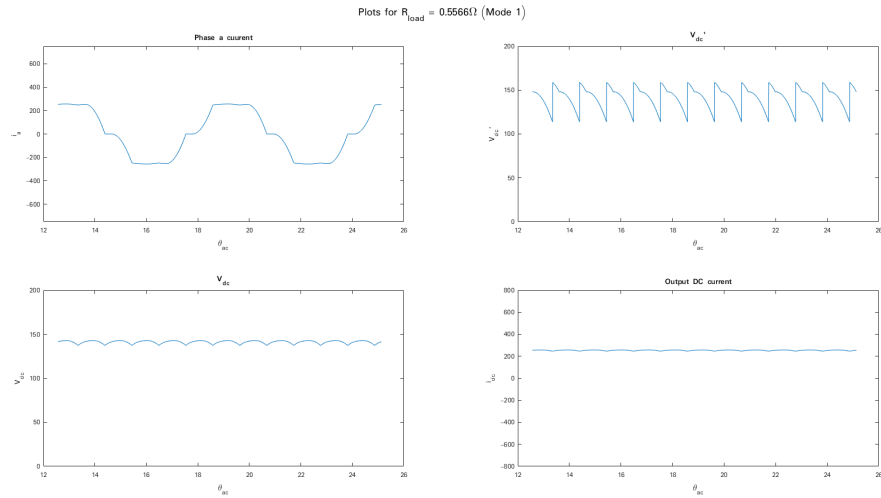 Plots for R_load = 0.5566Ω (Mode 1)
Phase a cuurent
i_a
600
400
200
0
-200
-400
-600
12 14 16 18 20 22 24 26
θ_ac
V_dc'
V_dc'
200
150
100
50
0
12 14 16 18 20 22 24 26
θ_ac
V_dc
V_dc
200
150
100
50
0
12 14 16 18 20 22 24 26
θ_ac
Output DC current
i_dc
800
600
400
200
0
-200
-400
-600
-800
12 14 16 18 20 22 24 26
θ_ac